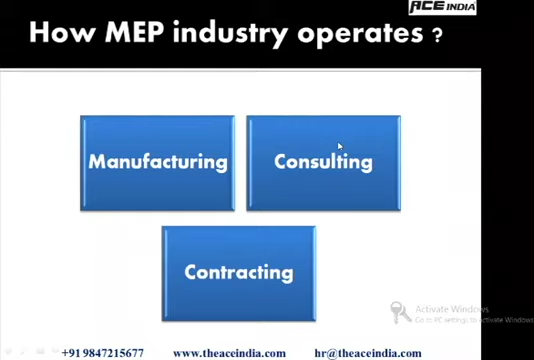 ACE INDIA
How MEP industry operates ?
Manufacturing
Consulting
Contracting
Activate Windows
Go to PC settings to activate Windows
+91 9847215677 www.theaceindia.com hr@theaceindia.com